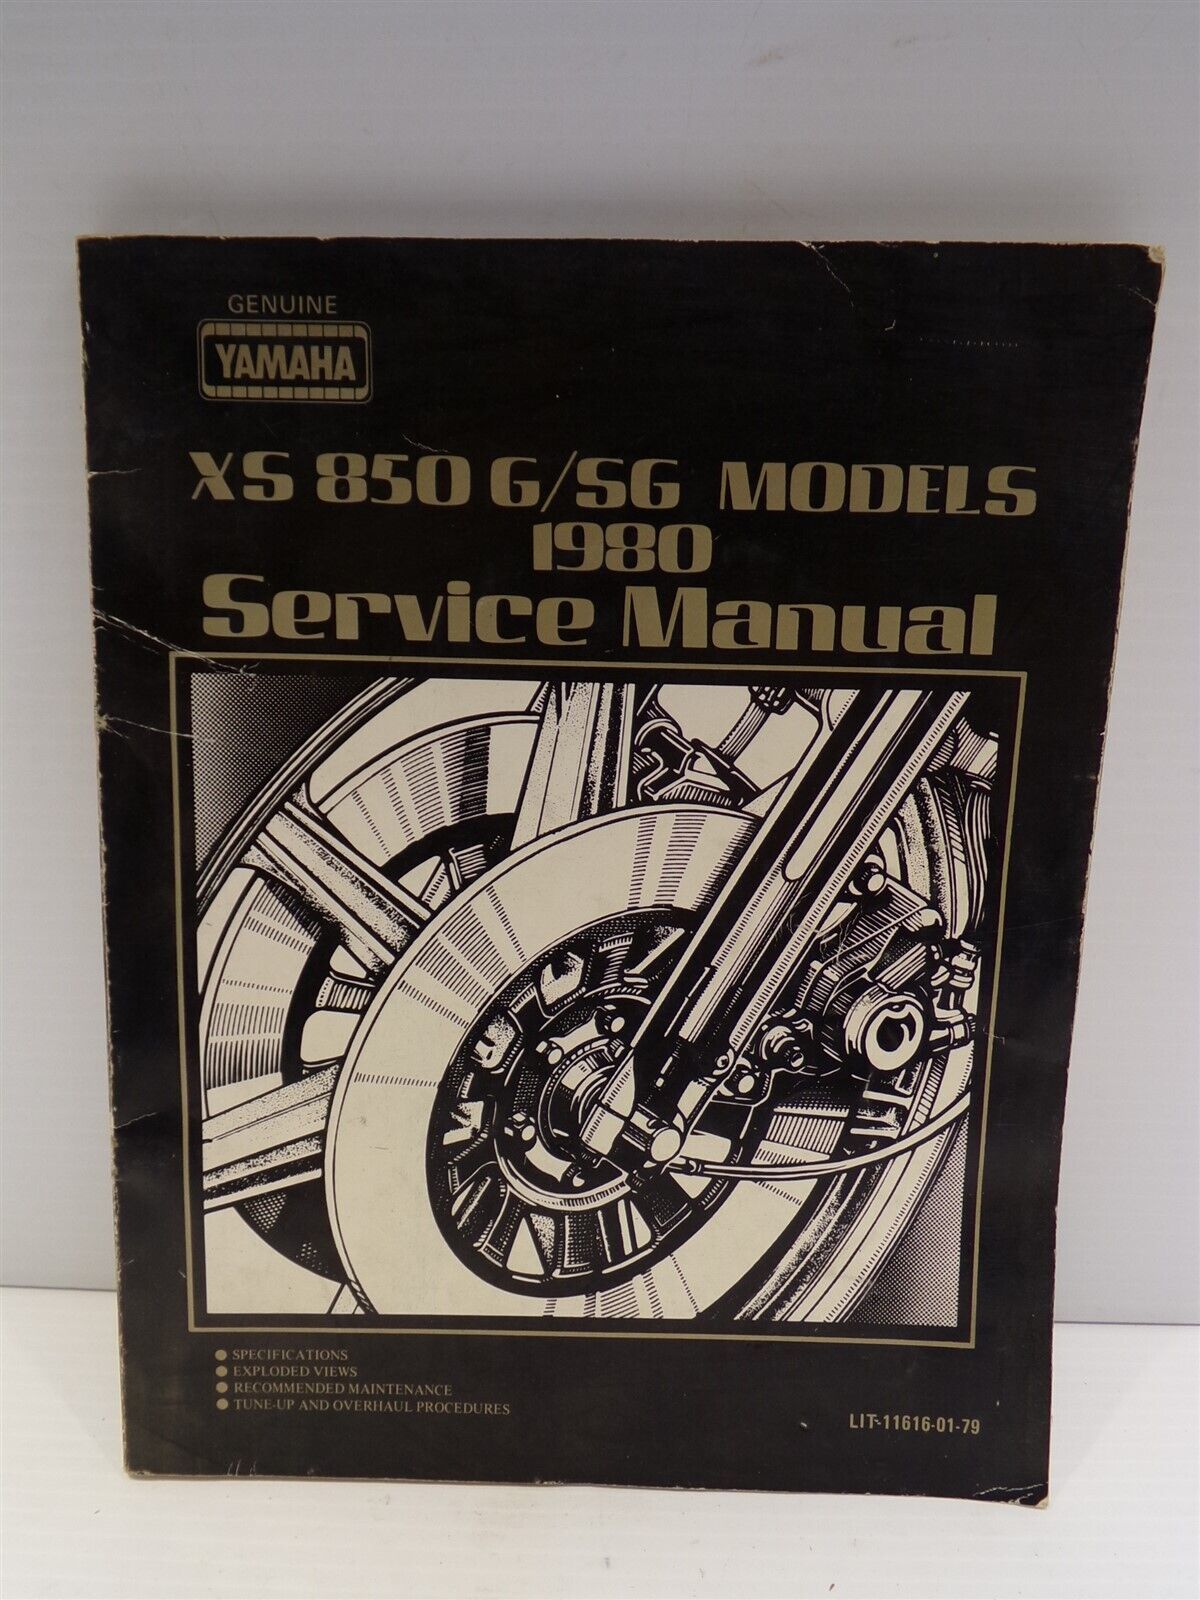 GENUINE
YAMAHA
XS 850 G/SG MODELS
1980
Service Manual
● SPECIFICATIONS
● EXPLODED VIEWS
● RECOMMENDED MAINTENANCE
● TUNE-UP AND OVERHAUL PROCEDURES
LIT-11616-01-79